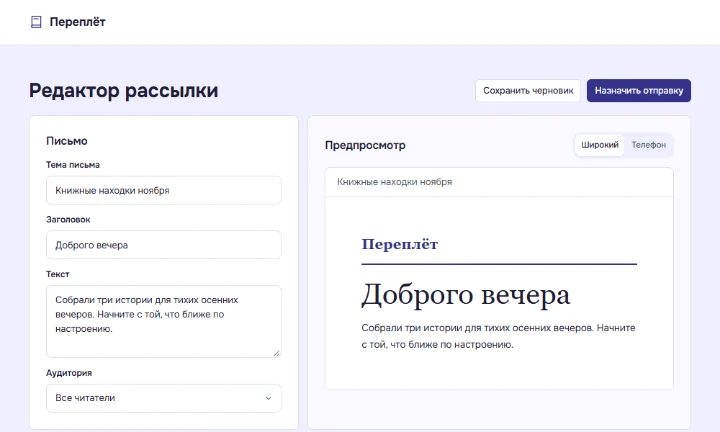 Переплёт
Редактор рассылки
Сохранить черновик
Назначить отправку
Письмо
Тема письма
Книжные находки ноября
Заголовок
Доброго вечера
Текст
Собрали три истории для тихих осенних
вечеров. Начните с той, что ближе по
настроению.
Аудитория
Все читатели
Предпросмотр
Широкий
Телефон
Книжные находки ноября
Переплёт
Доброго вечера
Собрали три истории для тихих осенних вечеров. Начните
с той, что ближе по настроению.